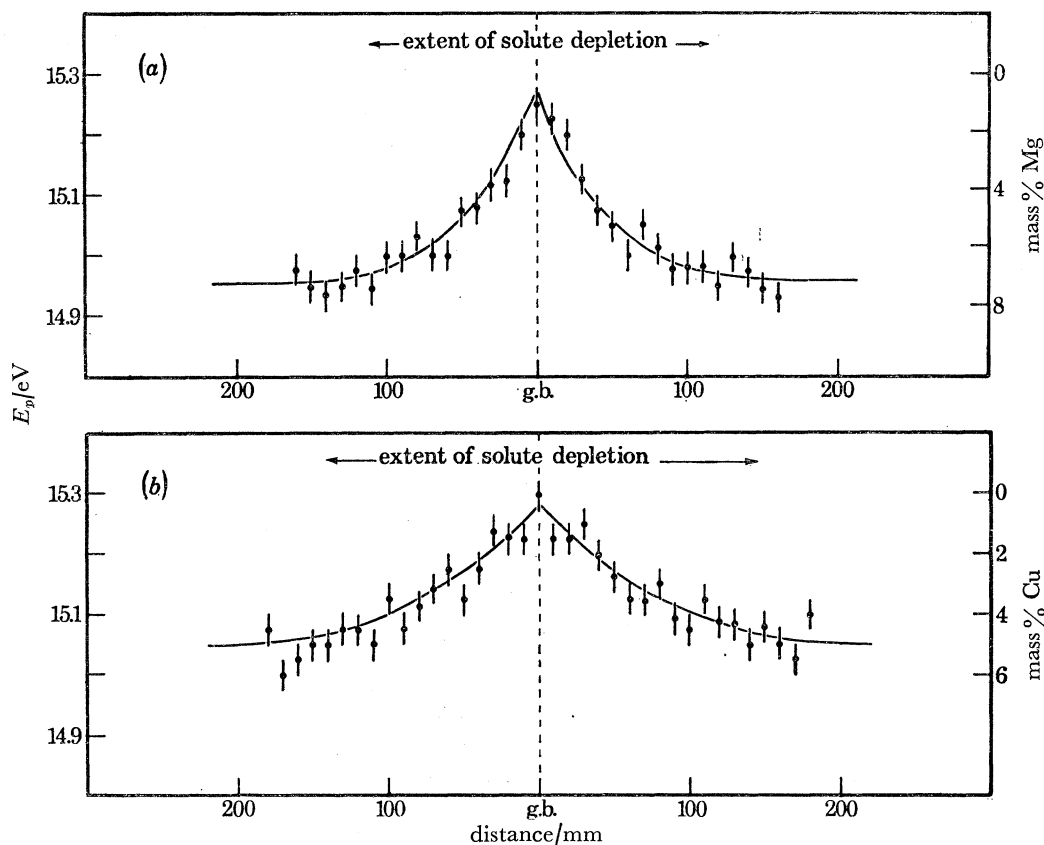 ← extent of solute depletion →
(a)
15.3
15.1
14.9
0
4
8
mass % Mg
200
100
g.b.
100
200
E_p/eV
← extent of solute depletion →
(b)
15.3
15.1
14.9
0
2
4
6
mass % Cu
200
100
g.b.
100
200
distance/mm